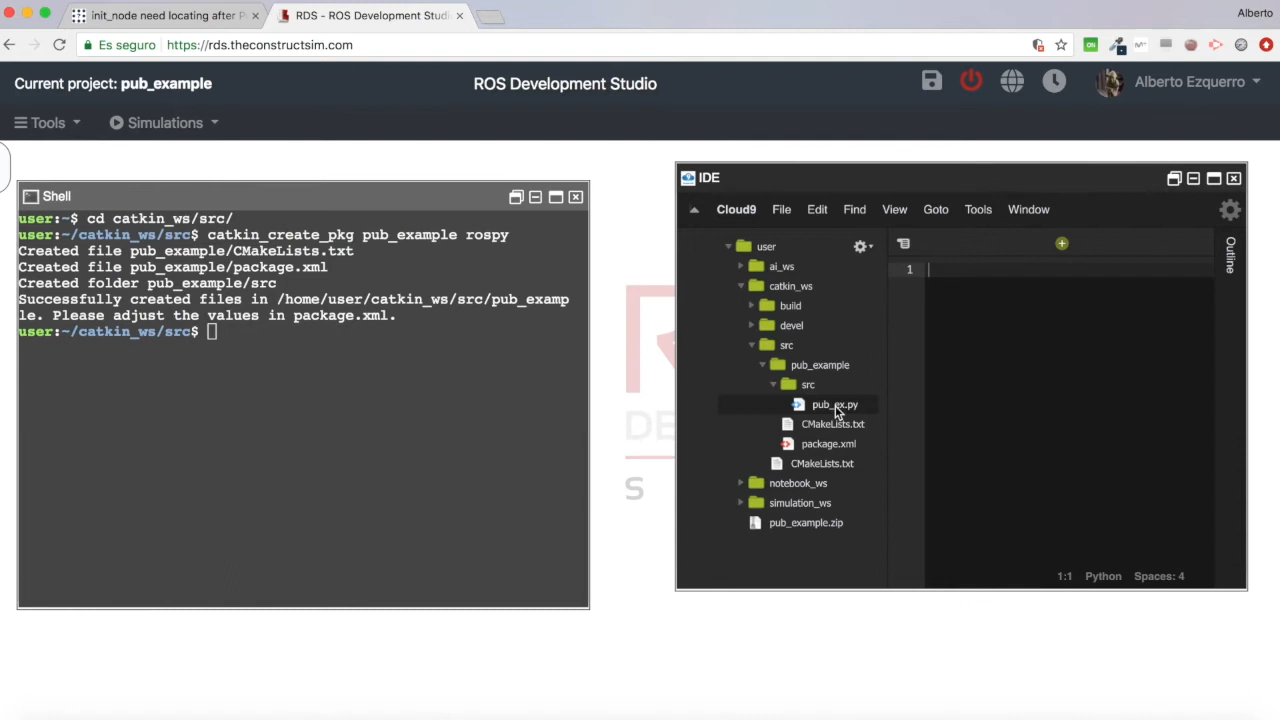 init_node need locating after P
RDS - ROS Development Studi
Alberto
Es seguro
https://rds.theconstructsim.com
Current project: pub_example
ROS Development Studio
Alberto Ezquerro
Tools
Simulations
Shell
user:~$ cd catkin_ws/src/
user:~/catkin_ws/src$ catkin_create_pkg pub_example rospy
Created file pub_example/CMakeLists.txt
Created file pub_example/package.xml
Created folder pub_example/src
Successfully created files in /home/user/catkin_ws/src/pub_examp
le. Please adjust the values in package.xml.
user:~/catkin_ws/src$
IDE
Cloud9 File Edit Find View Goto Tools Window
user
ai_ws
catkin_ws
build
devel
src
pub_example
src
pub_ex.py
CMakeLists.txt
package.xml
CMakeLists.txt
notebook_ws
simulation_ws
pub_example.zip
1
Outline
1:1 Python Spaces: 4
DE
S
ON